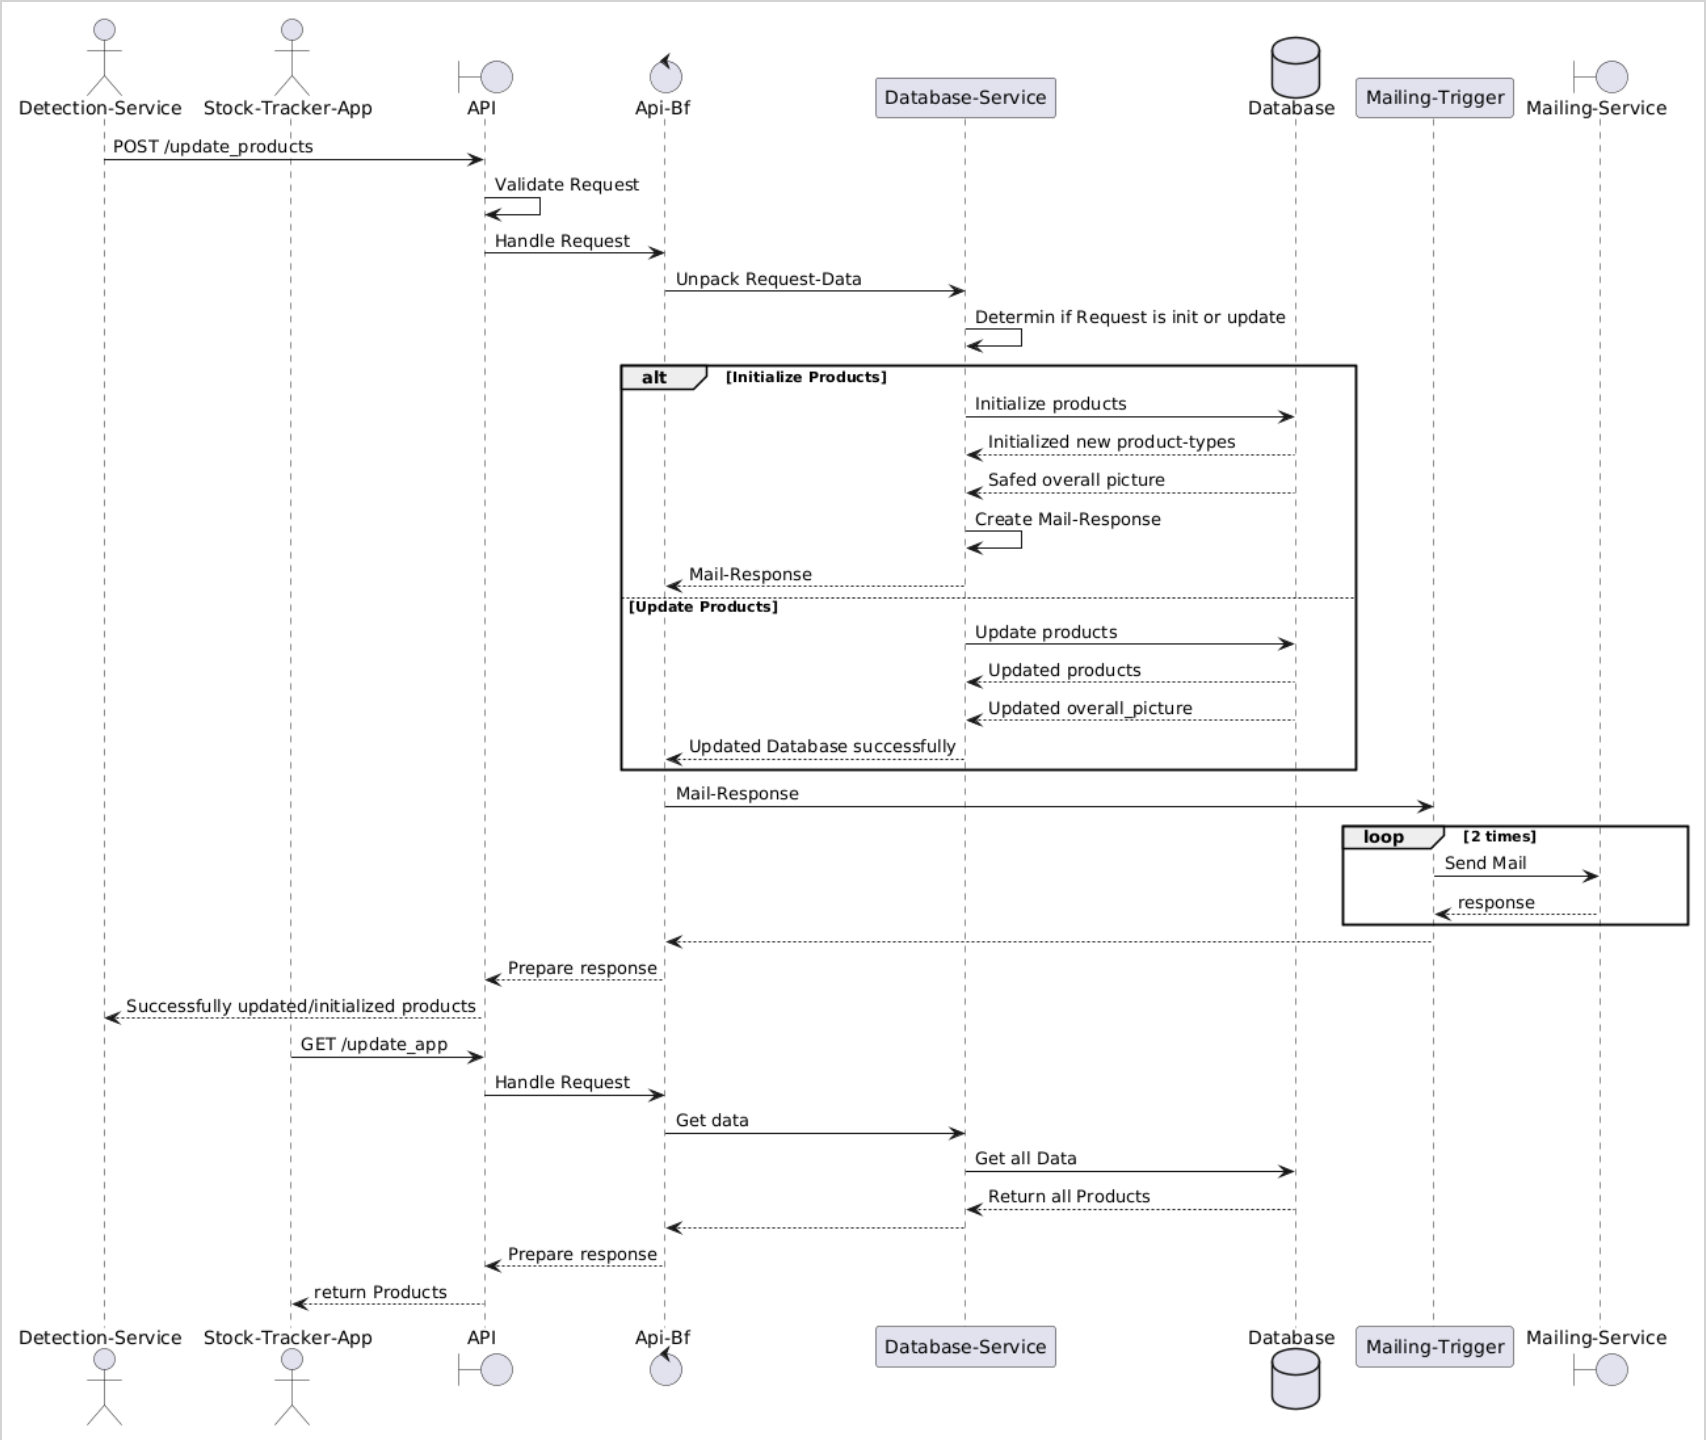 Detection-Service
Stock-Tracker-App
API
Api-Bf
Database-Service
Database
Mailing-Trigger
Mailing-Service
POST /update_products
Validate Request
Handle Request
Unpack Request-Data
Determin if Request is init or update
alt
[Initialize Products]
Initialize products
Initialized new product-types
Safed overall picture
Create Mail-Response
Mail-Response
[Update Products]
Update products
Updated products
Updated overall_picture
Updated Database successfully
Mail-Response
loop
[2 times]
Send Mail
response
Prepare response
Successfully updated/initialized products
GET /update_app
Handle Request
Get data
Get all Data
Return all Products
Prepare response
return Products
Detection-Service
Stock-Tracker-App
API
Api-Bf
Database-Service
Database
Mailing-Trigger
Mailing-Service